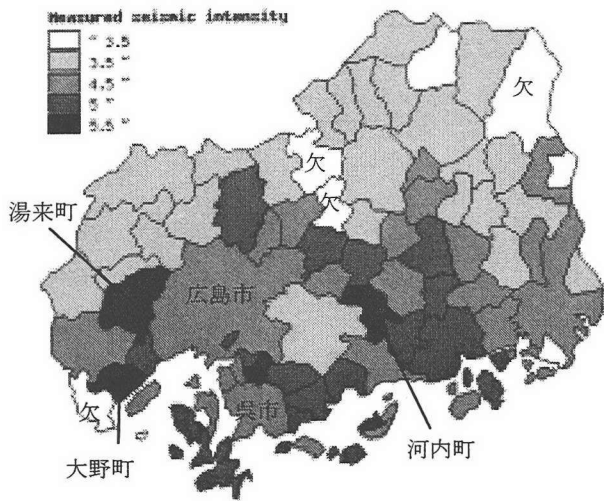 Measured seismic intensity
~ 3.5
3.5 ~
4.5 ~
5 ~
5.5 ~
欠
欠
欠
湯来町
広島市
欠
呉市
大野町
河内町